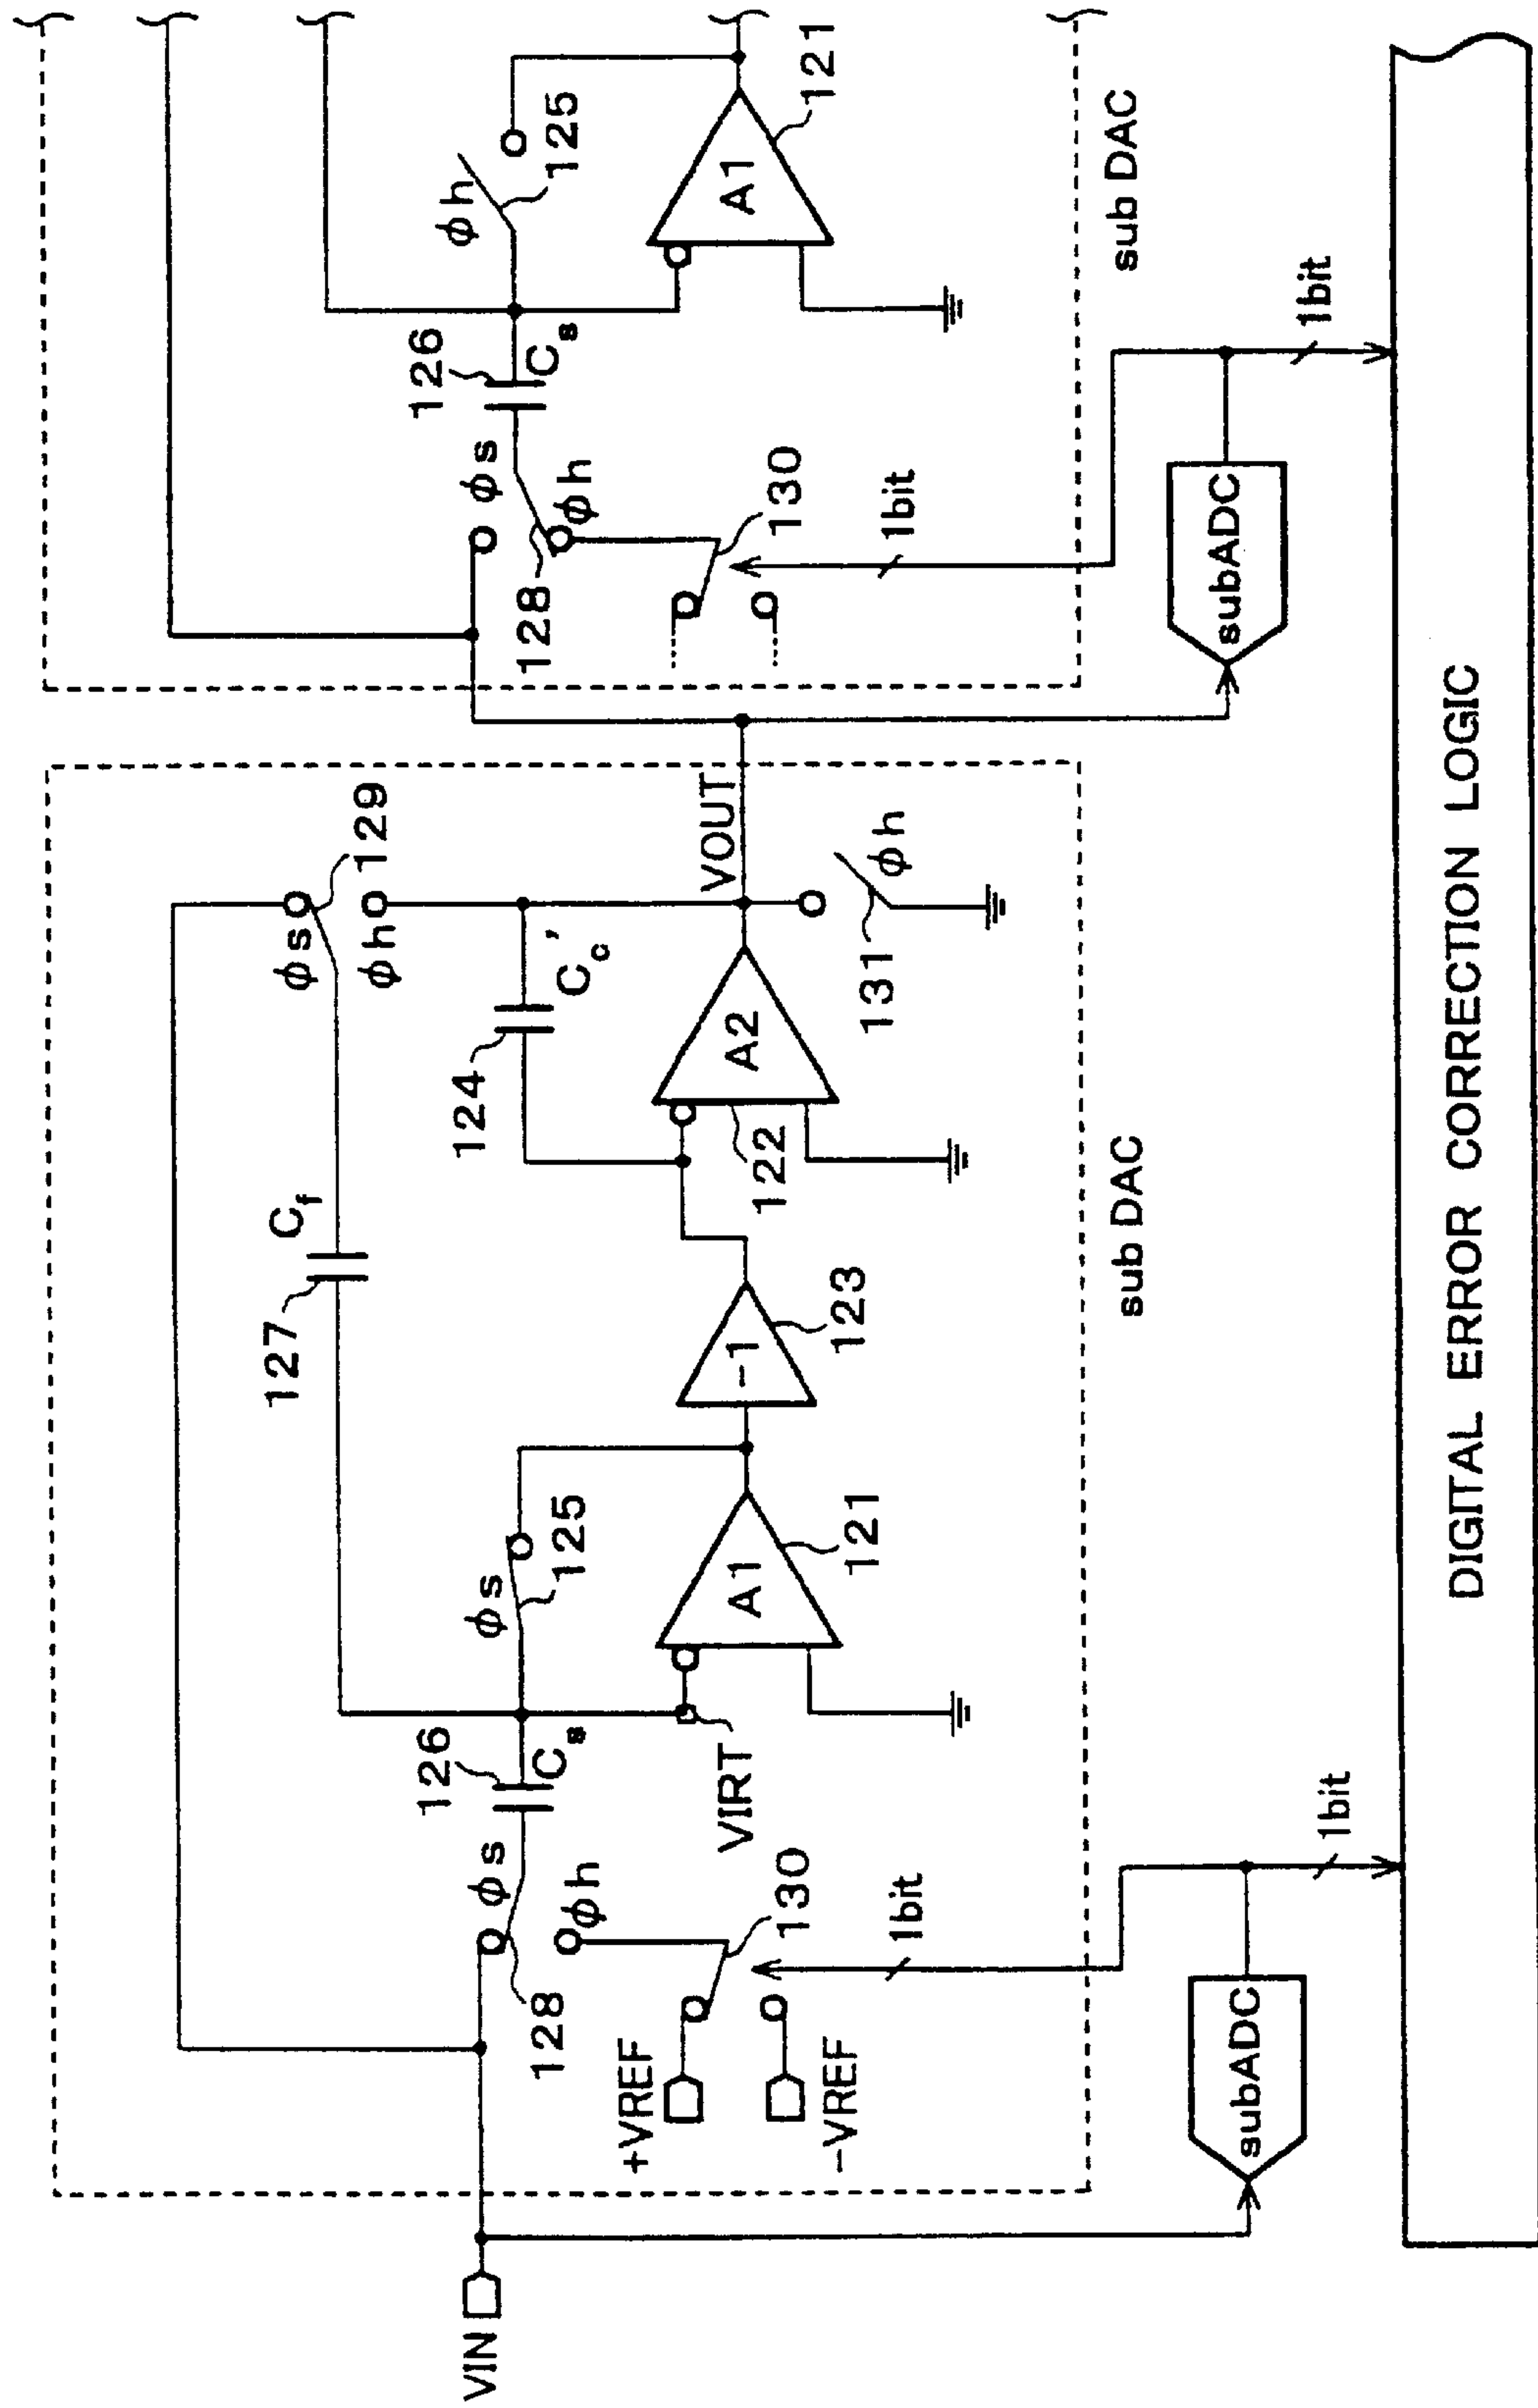 VIN
+VREF
−VREF
128
ϕs
ϕh
130
126
Cs
VIRT
1bit
subADC
1bit
127
Cf
ϕs
125
A1
121
−1
123
124
Cc'
A2
122
ϕs
ϕh
129
VOUT
ϕh
131
sub DAC
128
ϕs
ϕh
130
126
Cs
1bit
subADC
1bit
ϕh
125
A1
121
sub DAC
DIGITAL ERROR CORRECTION LOGIC